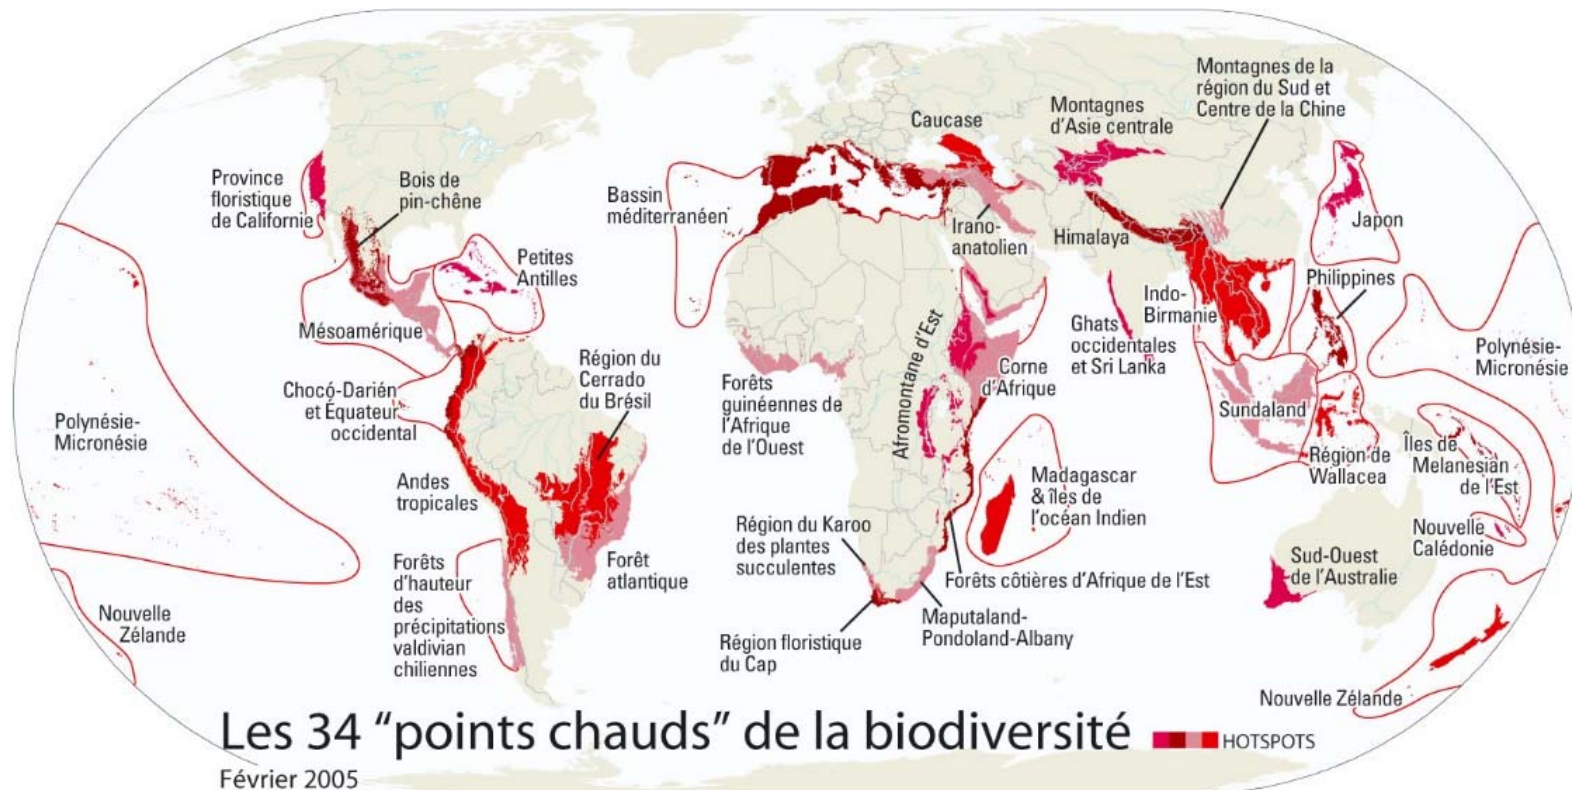 Montagnes de la
région du Sud et
Centre de la Chine
Montagnes
d'Asie centrale
Caucase
Province
floristique
de Californie
Bois de
pin-chêne
Bassin
méditerranéen
Irano-
anatolien
Himalaya
Japon
Petites
Antilles
Philippines
Mésoamérique
Indo-
Birmanie
Ghats
occidentales
et Sri Lanka
Polynésie-
Micronésie
Région du
Cerrado
du Brésil
Chocó-Darién
et Équateur
occidental
Forêts
guinéennes de
l'Afrique
de l'Ouest
Afromontane d'Est
Corne
d'Afrique
Sundaland
Polynésie-
Micronésie
Région de
Wallacea
Îles de
Melanesian
de l'Est
Andes
tropicales
Madagascar
& îles de
l'océan Indien
Région du Karoo
des plantes
succulentes
Nouvelle
Calédonie
Sud-Ouest
de l'Australie
Forêts
d'hauteur
des
précipitations
valdivian
chiliennes
Forêt
atlantique
Forêts côtières d'Afrique de l'Est
Nouvelle
Zélande
Maputaland-
Pondoland-Albany
Région floristique
du Cap
Nouvelle Zélande
Les 34 “points chauds” de la biodiversité
HOTSPOTS
Février 2005